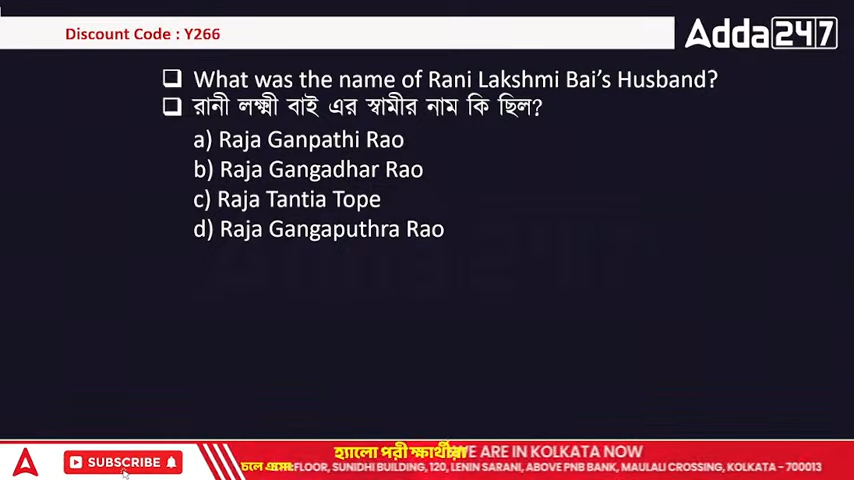 Discount Code : Y266
Adda247
What was the name of Rani Lakshmi Bai's Husband?
রানী লক্ষ্মী বাই এর স্বামীর নাম কি ছিল?
a) Raja Ganpathi Rao
b) Raja Gangadhar Rao
c) Raja Tantia Tope
d) Raja Gangaputhra Rao
SUBSCRIBE
হ্যালো পরীক্ষার্থীরা WE ARE IN KOLKATA NOW
চলে এসো: FLOOR, SUNIDHI BUILDING, 120, LENIN SARANI, ABOVE PNB BANK, MAULALI CROSSING, KOLKATA - 700013